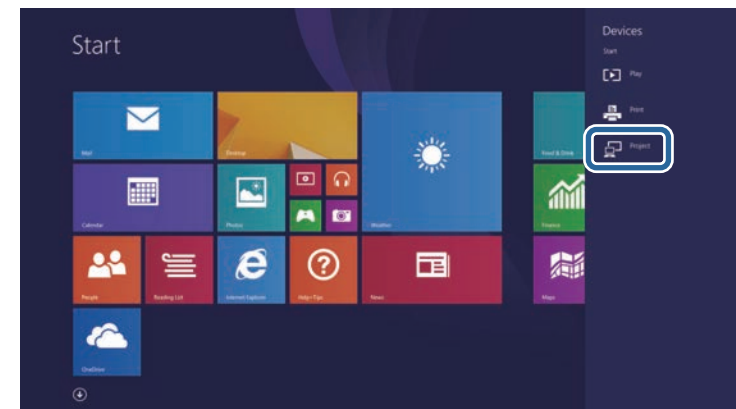 Start
Devices
Start
Play
Print
Project
Mail
Desktop
Food & Drink
Calendar
Photos
Weather
Finance
People
Reading List
Internet Explorer
Help+Tips
News
Maps
OneDrive